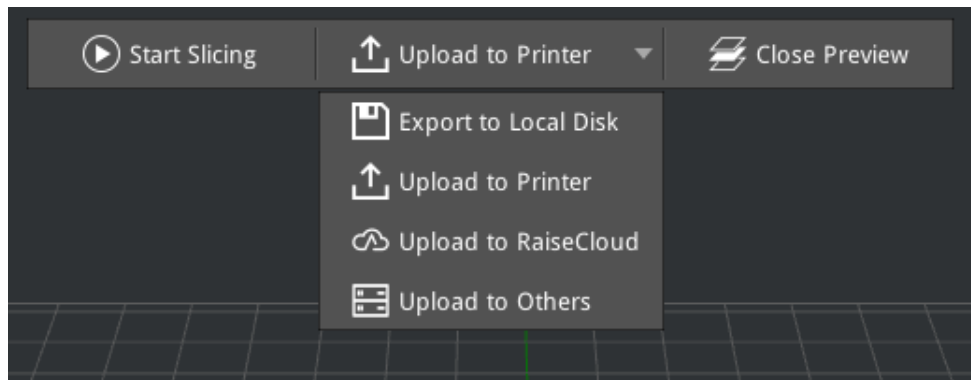 Start Slicing Upload to Printer Close Preview
Export to Local Disk
Upload to Printer
Upload to RaiseCloud
Upload to Others